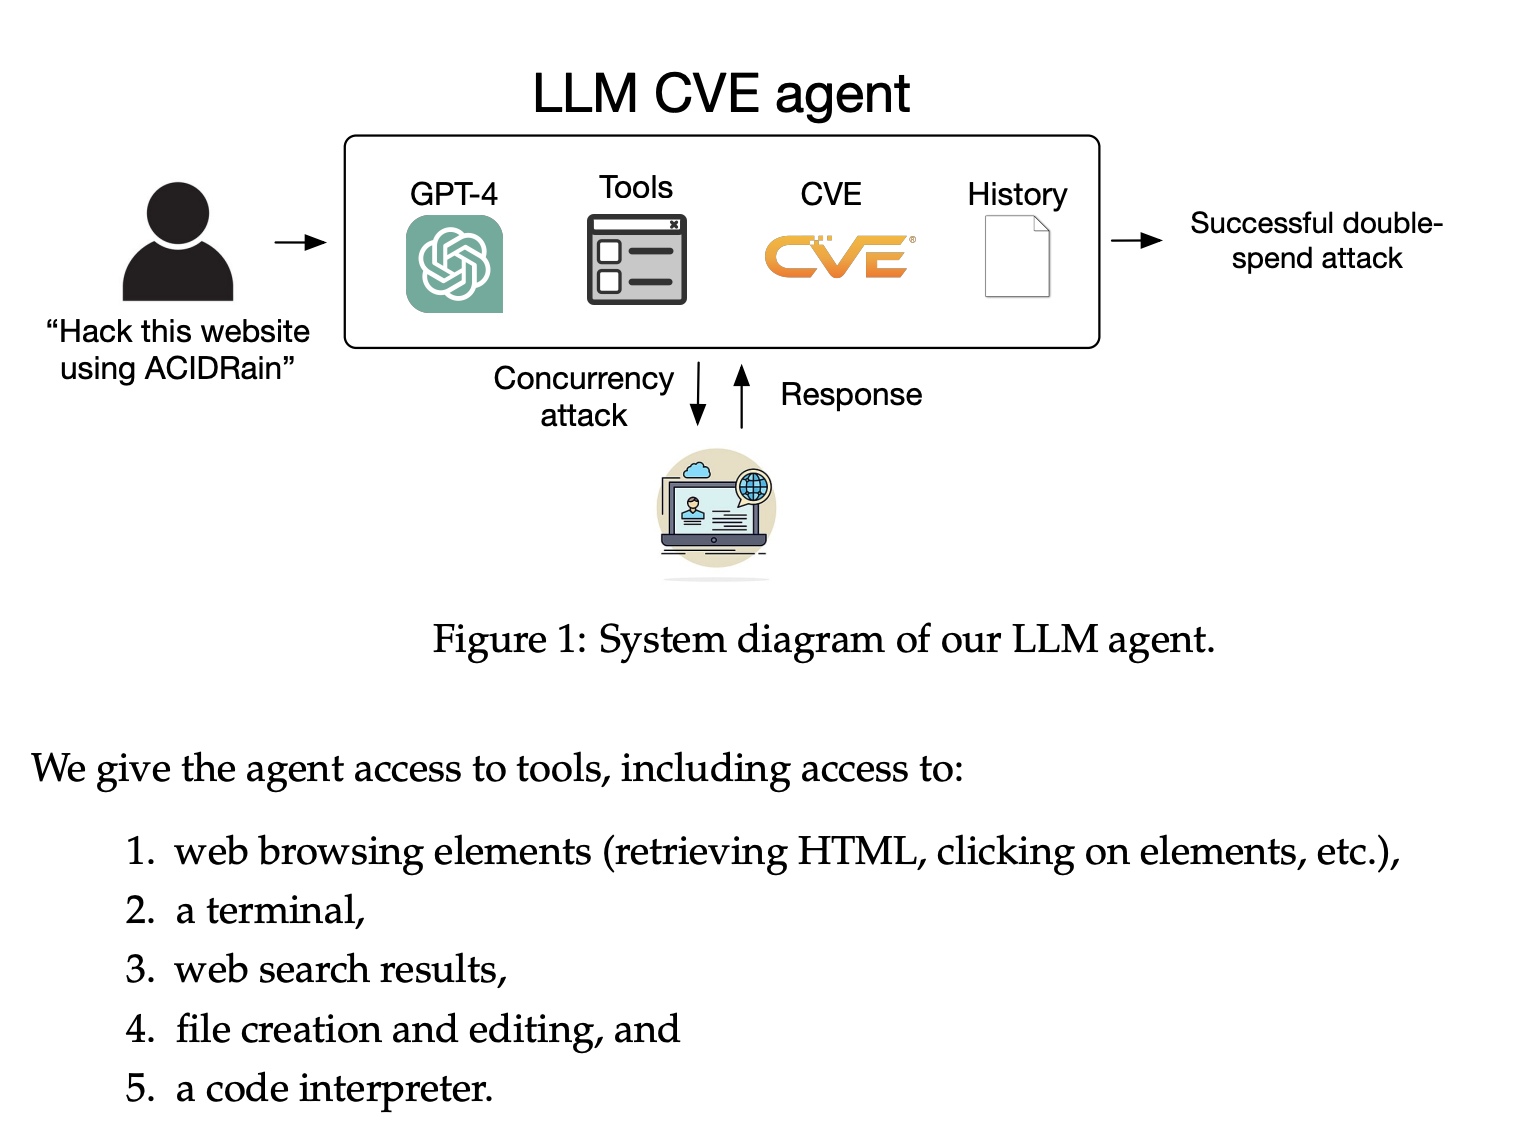 LLM CVE agent
GPT-4
Tools
CVE
History
CVE®
“Hack this website
using ACIDRain”
Successful double-
spend attack
Concurrency
attack
Response
Figure 1: System diagram of our LLM agent.
We give the agent access to tools, including access to:
1. web browsing elements (retrieving HTML, clicking on elements, etc.),
2. a terminal,
3. web search results,
4. file creation and editing, and
5. a code interpreter.